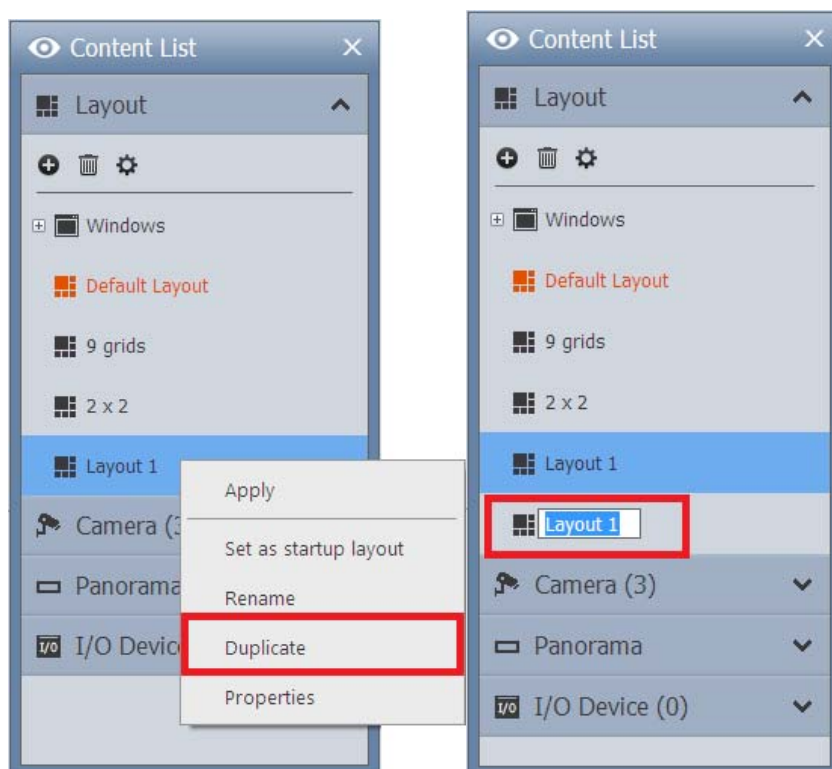 Content List
Layout
Windows
Default Layout
9 grids
2 x 2
Layout 1
Camera (3
Panorama
I/O I/O Devic
Apply
Set as startup layout
Rename
Duplicate
Properties
Content List
Layout
Windows
Default Layout
9 grids
2 x 2
Layout 1
Layout 1
Camera (3)
Panorama
I/O I/O Device (0)